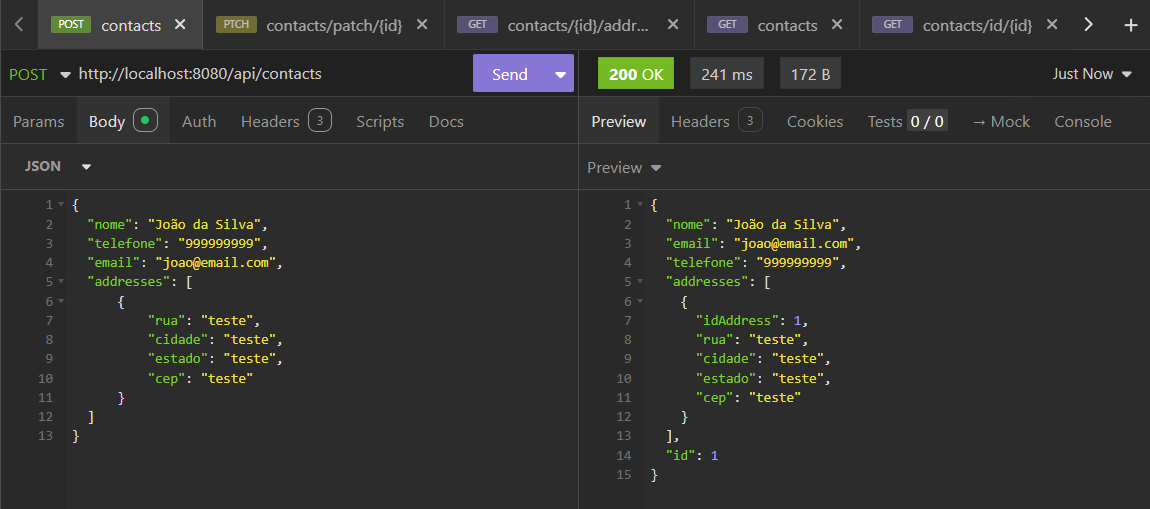 POST contacts PTCH contacts/patch/{id} GET contacts/{id}/addr... GET contacts GET contacts/id/{id}
POST http://localhost:8080/api/contacts Send 200 OK 241 ms 172 B Just Now
Params Body Auth Headers 3 Scripts Docs
Preview Headers 3 Cookies Tests 0 / 0 → Mock Console
JSON
1 {
2 "nome": "João da Silva",
3 "telefone": "999999999",
4 "email": "joao@email.com",
5 "addresses": [
6 {
7 "rua": "teste",
8 "cidade": "teste",
9 "estado": "teste",
10 "cep": "teste"
11 }
12 ]
13 }
Preview
1 {
2 "nome": "João da Silva",
3 "email": "joao@email.com",
4 "telefone": "999999999",
5 "addresses": [
6 {
7 "idAddress": 1,
8 "rua": "teste",
9 "cidade": "teste",
10 "estado": "teste",
11 "cep": "teste"
12 }
13 ],
14 "id": 1
15 }